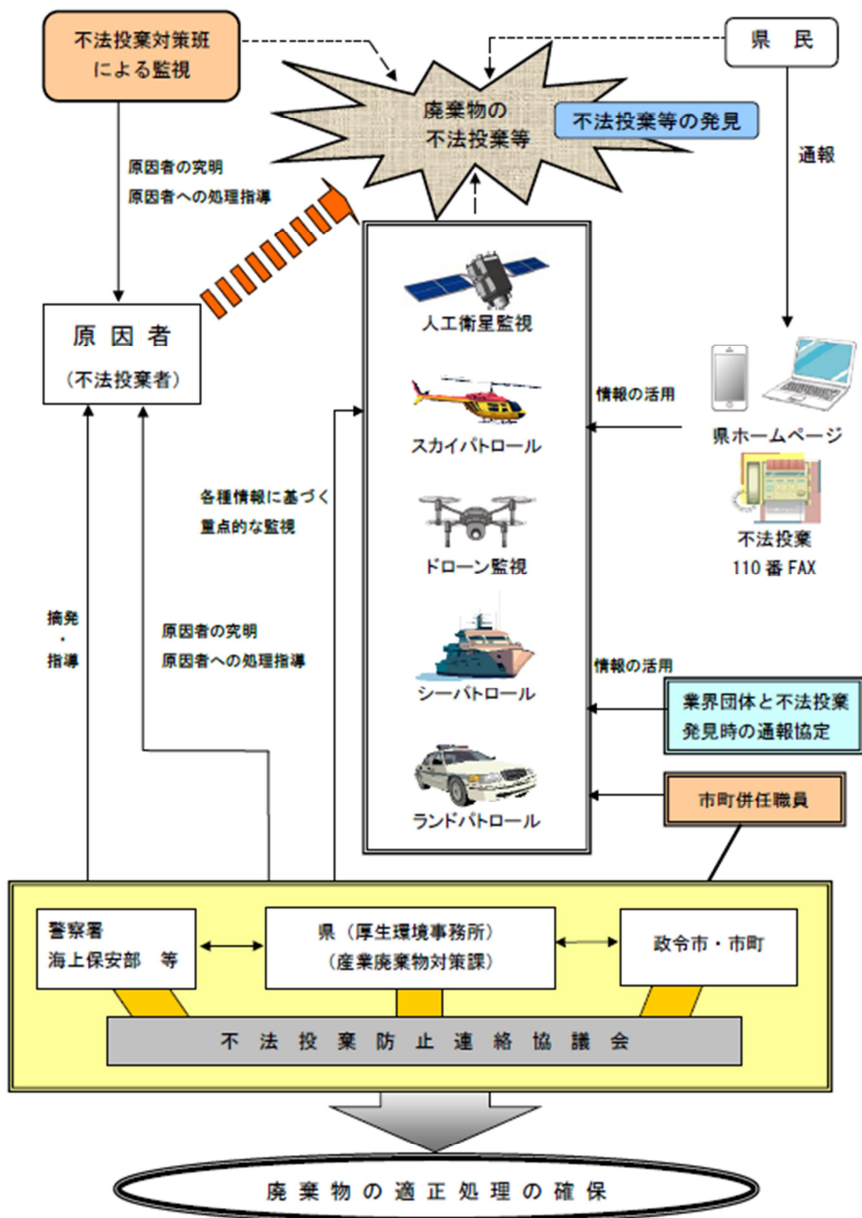 不法投棄対策班
による監視
県 民
廃棄物の
不法投棄等
不法投棄等の発見
通報
原因者の究明
原因者への処理指導
原 因 者
(不法投棄者)
人工衛星監視
スカイパトロール
情報の活用
県ホームページ
各種情報に基づく
重点的な監視
ドローン監視
不法投棄
110 番 FAX
摘発
・
指導
原因者の究明
原因者への処理指導
シーパトロール
情報の活用
業界団体と不法投棄
発見時の通報協定
ランドパトロール
市町併任職員
警察署
海上保安部 等
県(厚生環境事務所)
(産業廃棄物対策課)
政令市・市町
不 法 投 棄 防 止 連 絡 協 議 会
廃 棄 物 の 適 正 処 理 の 確 保